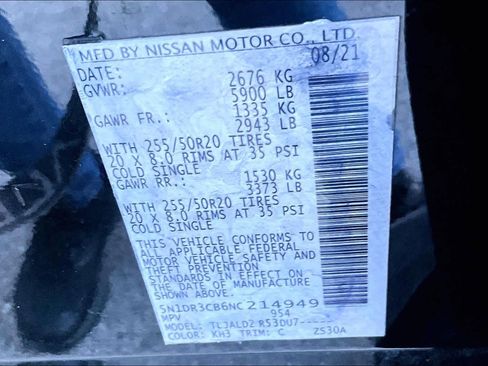 MFD BY NISSAN MOTOR CO., LTD.
DATE: 08/21
GVWR: 2676 KG
5900 LB
GAWR FR: 1335 KG
2943 LB
WITH 255/50R20 TIRES
20 X 8.0 RIMS AT 35 PSI
COLD SINGLE
GAWR RR: 1530 KG
3373 LB
WITH 255/50R20 TIRES
20 X 8.0 RIMS AT 35 PSI
COLD SINGLE
THIS VEHICLE CONFORMS TO
ALL APPLICABLE FEDERAL
MOTOR VEHICLE SAFETY AND
THEFT PREVENTION
STANDARDS IN EFFECT ON
THE DATE OF MANUFACTURE
5N1DR3CB6NC214949
MPV 954
MODEL: TLJALD2 R53DU7-----
COLOR: KH3 TRIM: C ZS30A